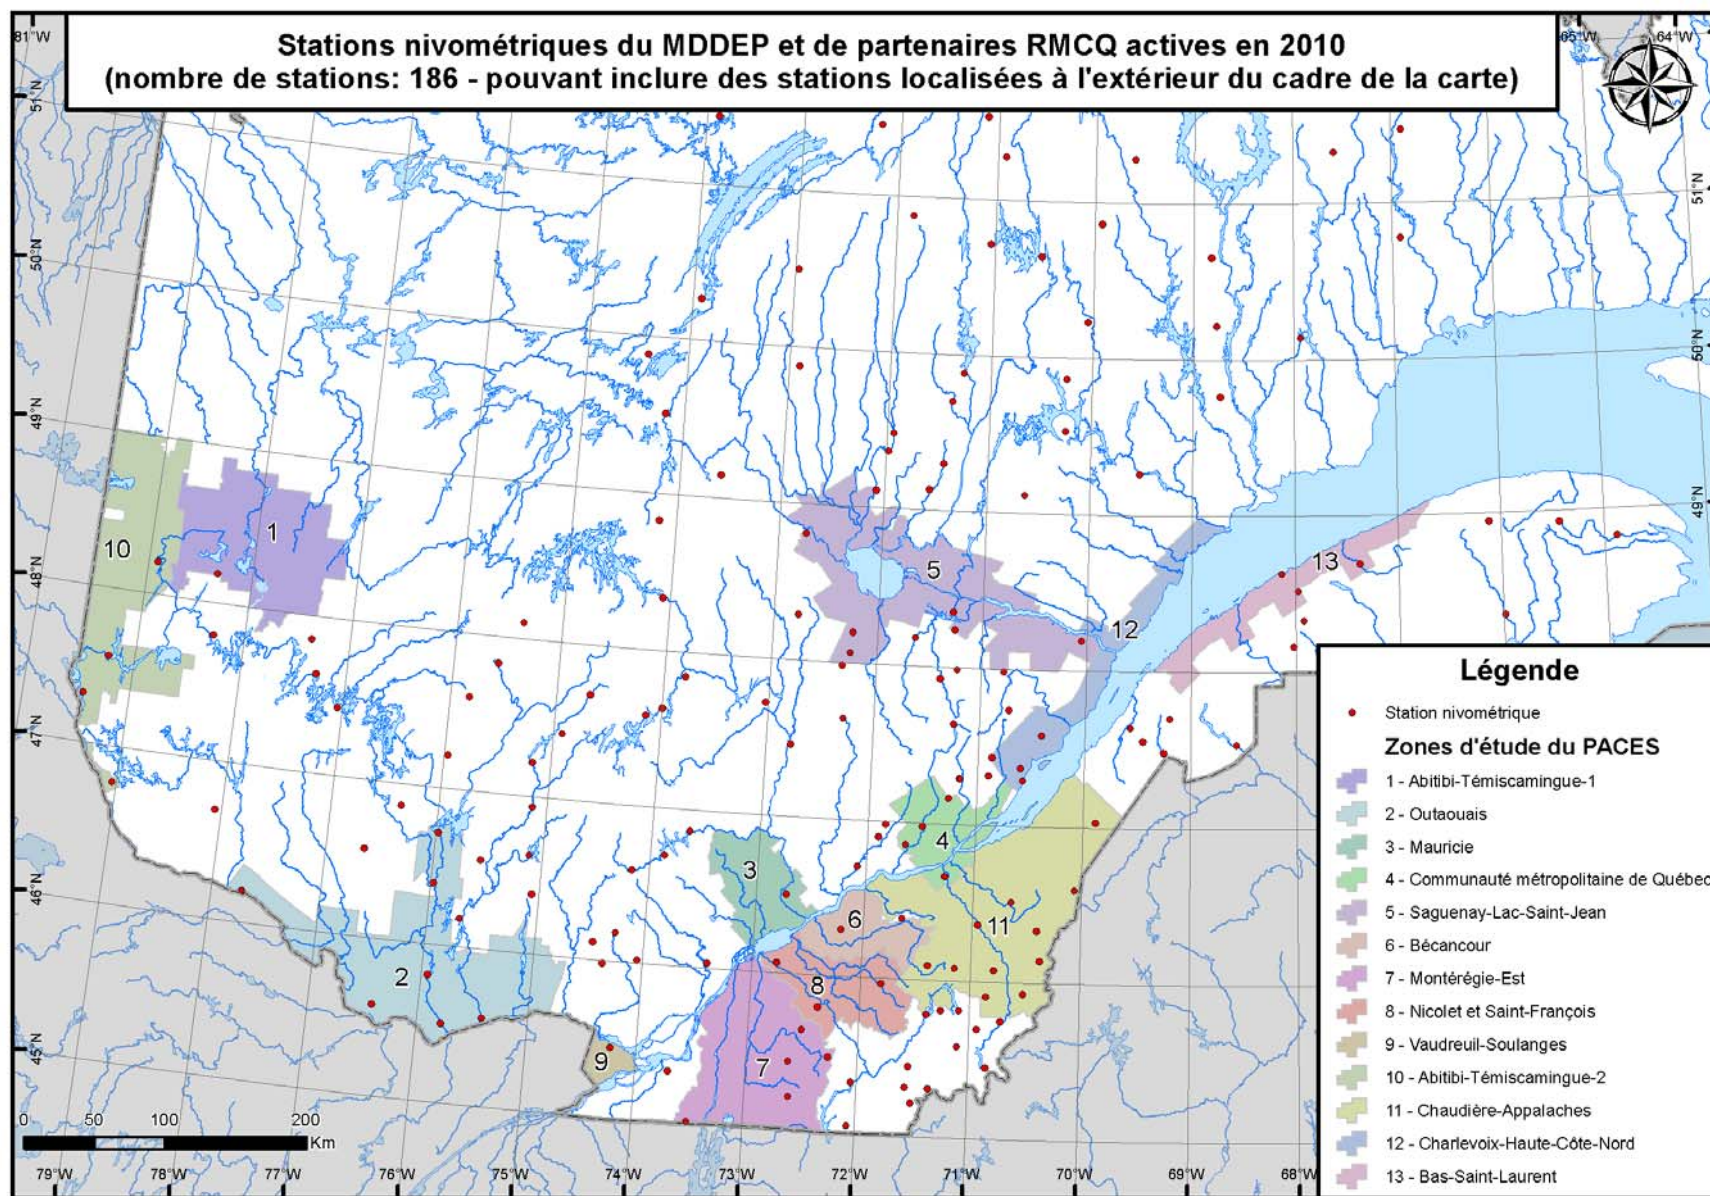 Stations nivométriques du MDDEP et de partenaires RMCQ actives en 2010
(nombre de stations: 186 - pouvant inclure des stations localisées à l'extérieur du cadre de la carte)
81°W
65°W
64°W
51°N
50°N
49°N
48°N
47°N
46°N
45°N
51°N
50°N
49°N
1
10
5
13
12
3
4
6
11
2
8
9
7
Légende
Station nivométrique
Zones d'étude du PACES
1 - Abitibi-Témiscamingue-1
2 - Outaouais
3 - Mauricie
4 - Communauté métropolitaine de Québec
5 - Saguenay-Lac-Saint-Jean
6 - Bécancour
7 - Montérégie-Est
8 - Nicolet et Saint-François
9 - Vaudreuil-Soulanges
10 - Abitibi-Témiscamingue-2
11 - Chaudière-Appalaches
12 - Charlevoix-Haute-Côte-Nord
13 - Bas-Saint-Laurent
0 50 100 200
Km
79°W 78°W 77°W 76°W 75°W 74°W 73°W 72°W 71°W 70°W 69°W 68°W